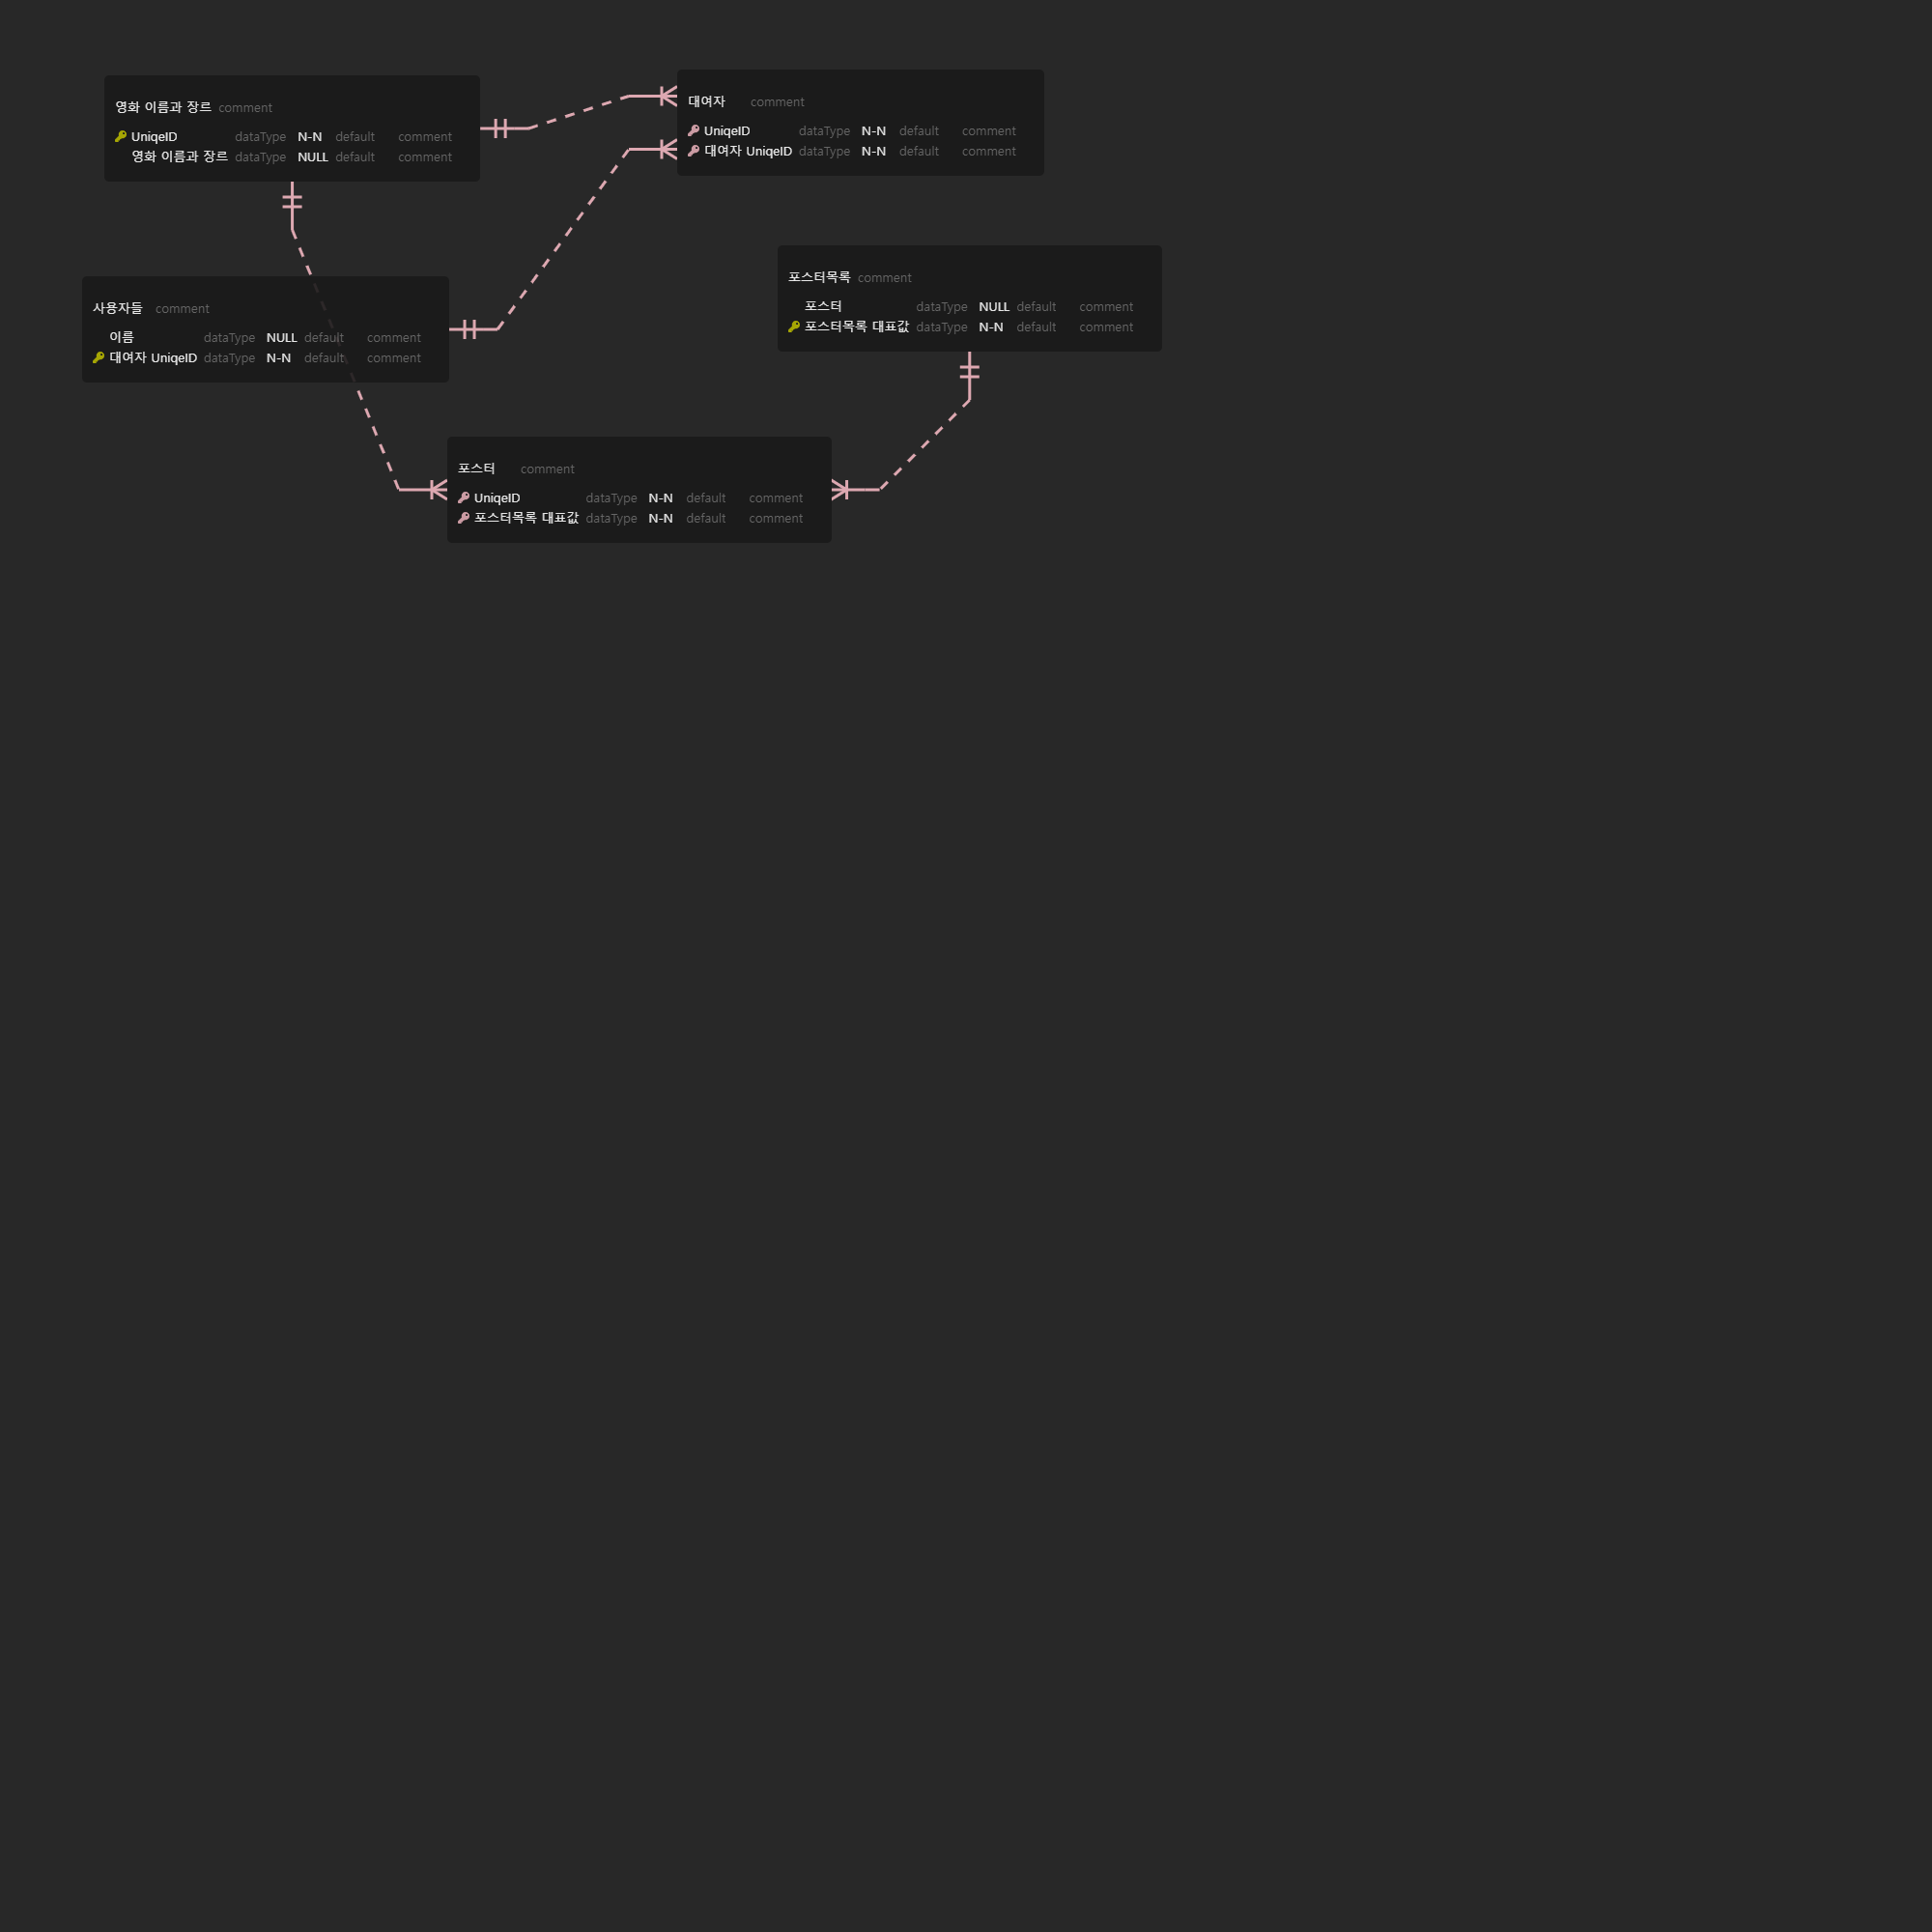 영화 이름과 장르 comment
UniqeID dataType N-N default comment
영화 이름과 장르 dataType NULL default comment
대여자 comment
UniqeID dataType N-N default comment
대여자 UniqeID dataType N-N default comment
사용자들 comment
이름 dataType NULL default comment
대여자 UniqeID dataType N-N default comment
포스터목록 comment
포스터 dataType NULL default comment
포스터목록 대표값 dataType N-N default comment
포스터 comment
UniqeID dataType N-N default comment
포스터목록 대표값 dataType N-N default comment